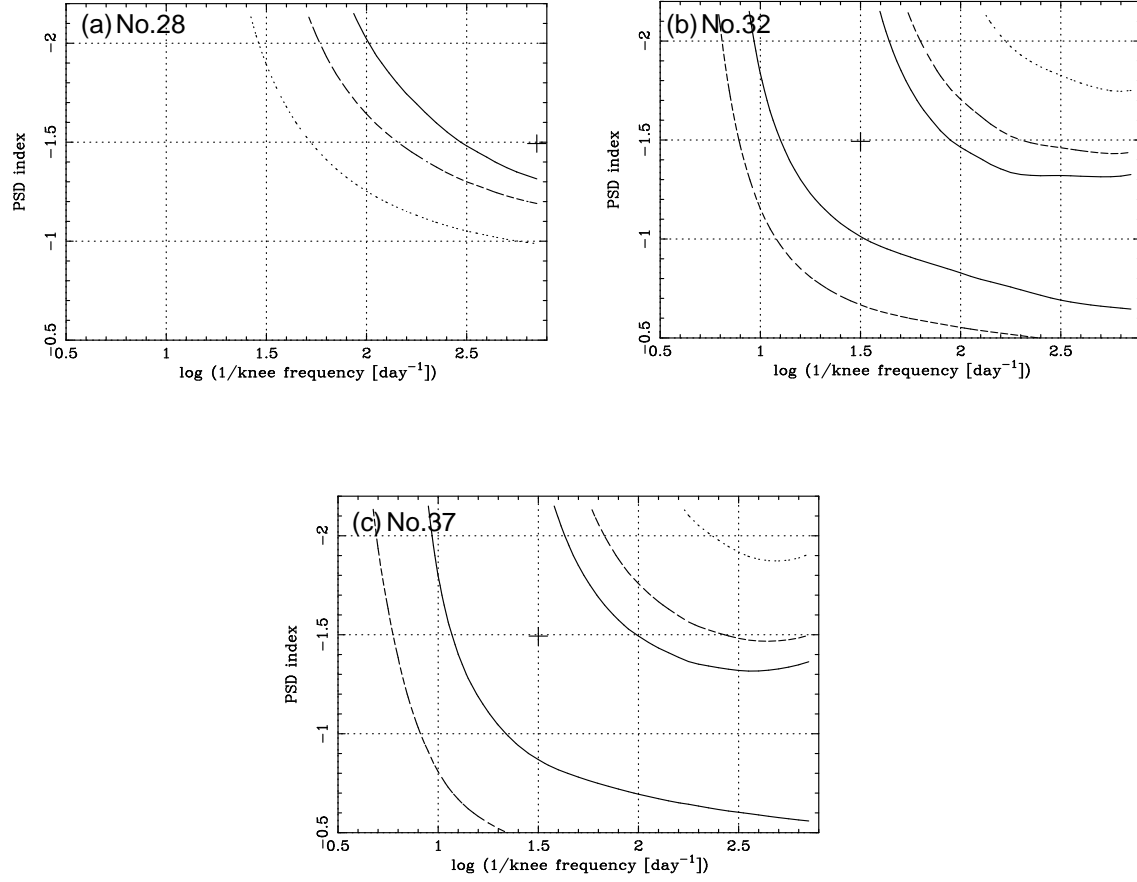 (a) No.28
PSD index
-2
-1.5
-1
-0.5
0.5 1 1.5 2 2.5
log (1/knee frequency [day⁻¹])
(b) No.32
PSD index
-2
-1.5
-1
-0.5
0.5 1 1.5 2 2.5
log (1/knee frequency [day⁻¹])
(c) No.37
PSD index
-2
-1.5
-1
-0.5
0.5 1 1.5 2 2.5
log (1/knee frequency [day⁻¹])